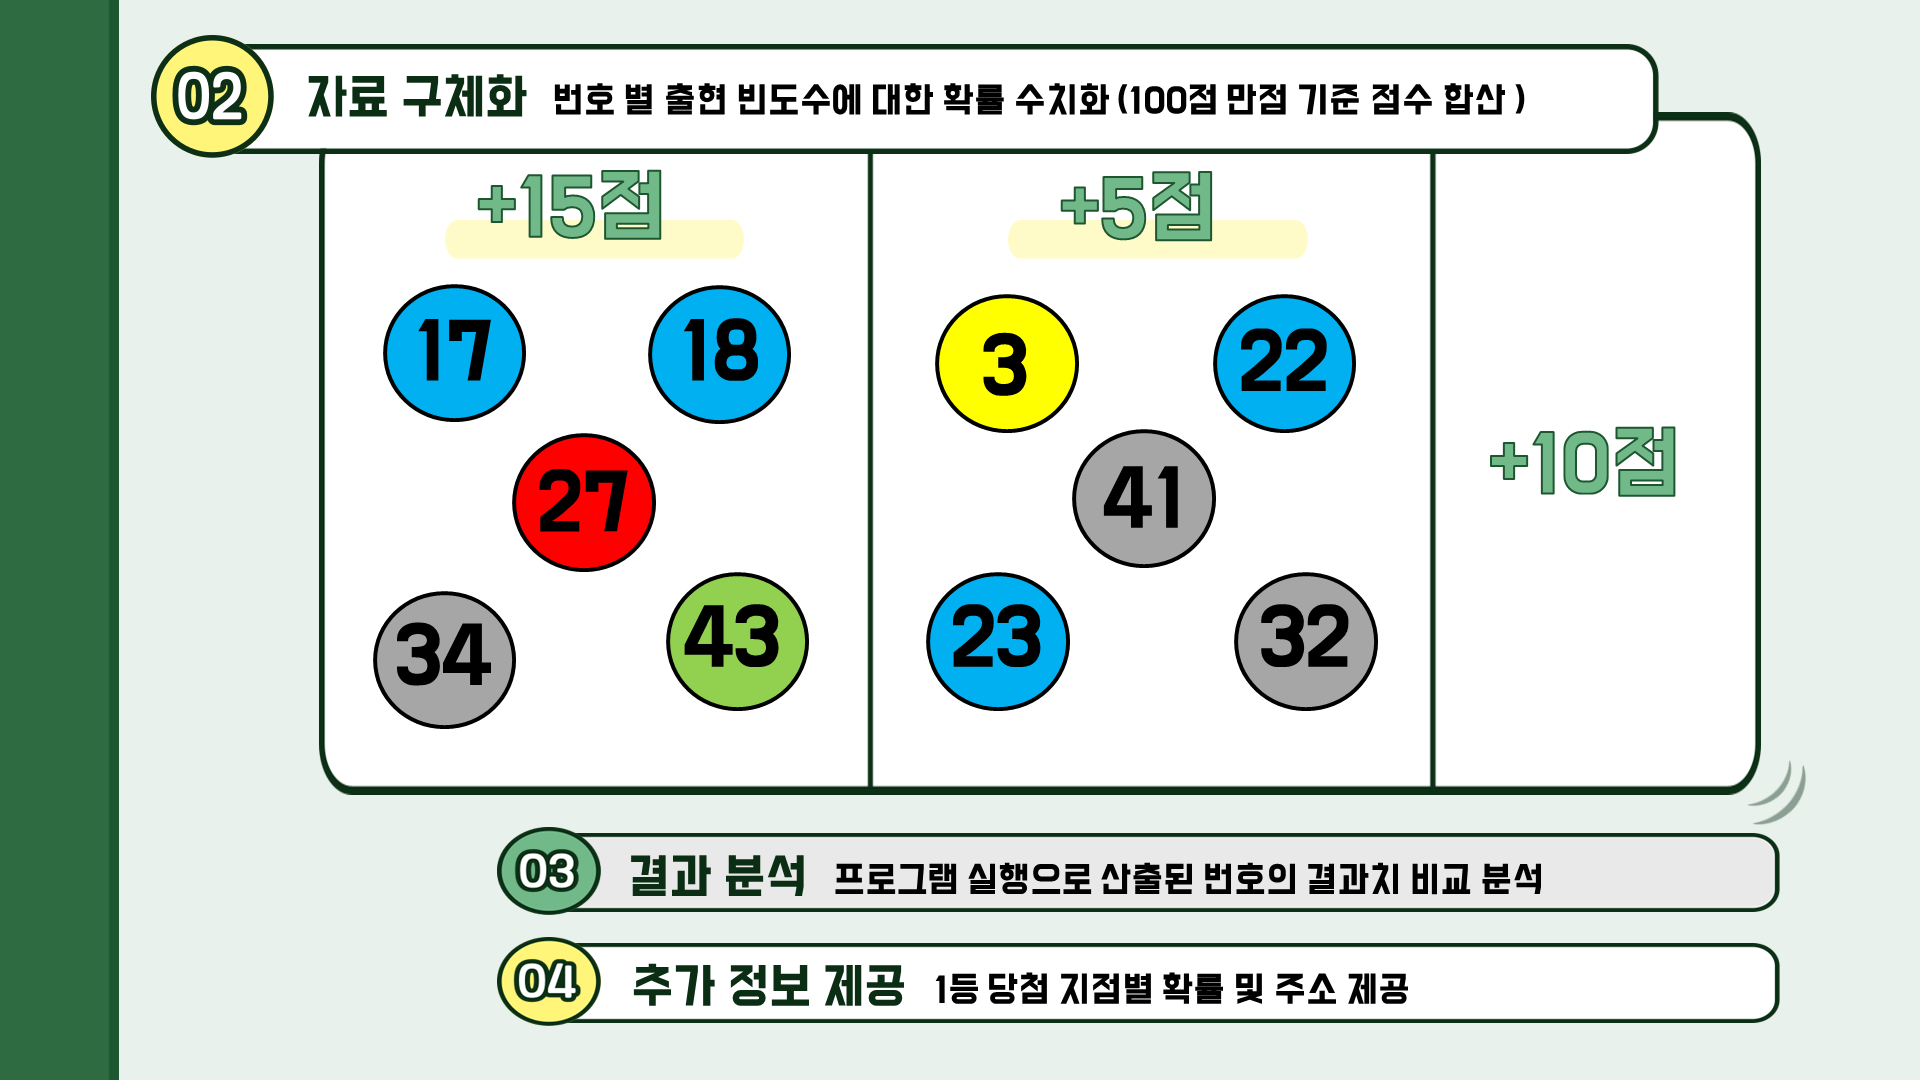 02
자료 구체화 번호 별 출현 빈도수에 대한 확률 수치화 (100점 만점 기준 점수 합산 )
+15점
17
18
27
34
43
+5점
3
22
41
23
32
+10점
03
결과 분석 프로그램 실행으로 산출된 번호의 결과치 비교 분석
04
추가 정보 제공 1등 당첨 지점별 확률 및 주소 제공